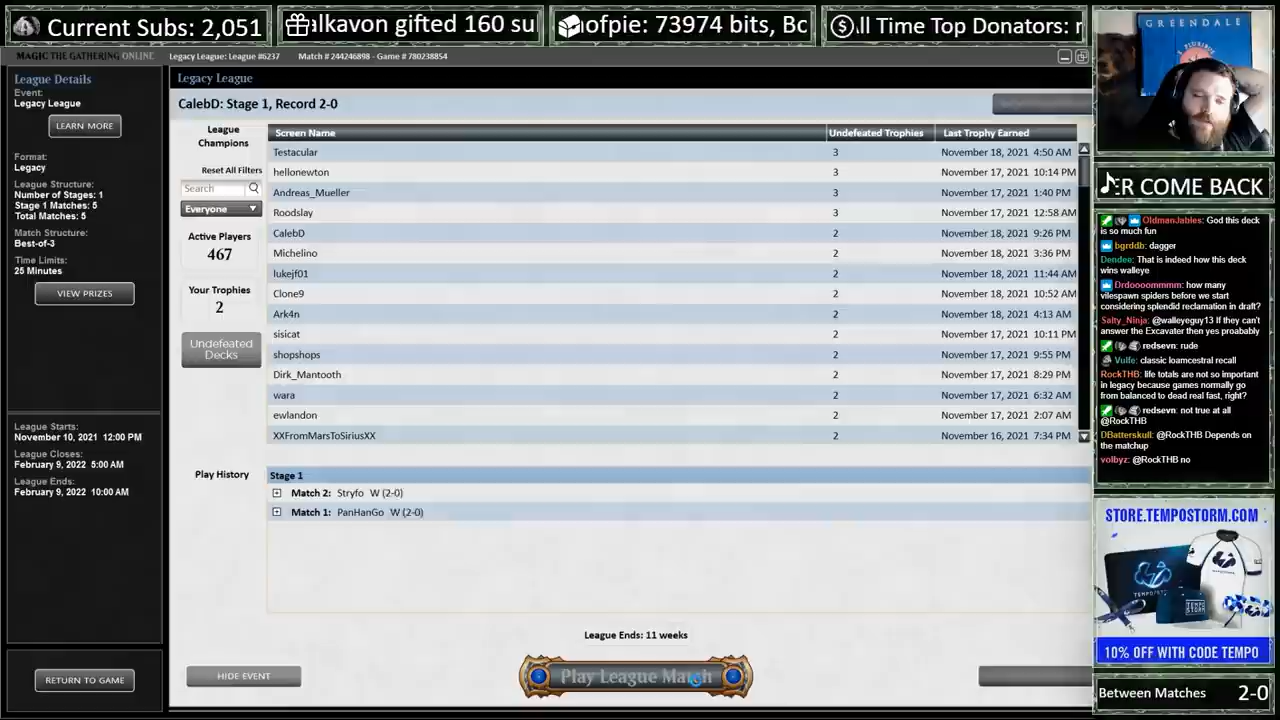 Current Subs: 2,051
alkavon gifted 160 su
ofpie: 73974 bits, Bc
All Time Top Donators: r
GREENDALE
MAGIC THE GATHERING ONLINE
Legacy League: League #6237
Match # 244246898 - Game # 780238854
League Details
Event:
Legacy League
LEARN MORE
Format:
Legacy
League Structure:
Number of Stages: 1
Stage 1 Matches: 5
Total Matches: 5
Match Structure:
Best-of-3
Time Limits:
25 Minutes
VIEW PRIZES
League Starts:
November 10, 2021 12:00 PM
League Closes:
February 9, 2022 5:00 AM
League Ends:
February 9, 2022 10:00 AM
RETURN TO GAME
Legacy League
CalebD: Stage 1, Record 2-0
League
Champions
Reset All Filters
Search
Everyone
Active Players
467
Your Trophies
2
Undefeated
Decks
Screen Name Undefeated Trophies Last Trophy Earned
Testacular 3 November 18, 2021 4:50 AM
hellonewton 3 November 17, 2021 10:14 PM
Andreas_Mueller 3 November 17, 2021 1:40 PM
Roodslay 3 November 17, 2021 12:58 AM
CalebD 2 November 18, 2021 9:26 PM
Michelino 2 November 18, 2021 3:36 PM
lukejf01 2 November 18, 2021 11:44 AM
Clone9 2 November 18, 2021 10:52 AM
Ark4n 2 November 18, 2021 4:13 AM
sisicat 2 November 17, 2021 10:11 PM
shopshops 2 November 17, 2021 9:55 PM
Dirk_Mantooth 2 November 17, 2021 8:29 PM
wara 2 November 17, 2021 6:32 AM
ewlandon 2 November 17, 2021 2:07 AM
XXFromMarsToSiriusXX 2 November 16, 2021 7:34 PM
Play History
Stage 1
Match 2: Stryfo W (2-0)
Match 1: PanHanGo W (2-0)
League Ends: 11 weeks
HIDE EVENT
Play League Match
ER COME BACK
OldmanJables: God this deck
is so much fun
bgrddb: dagger
Dendee: That is indeed how this deck
wins walleye
Drdoooommmm: how many
vilespawn spiders before we start
considering splendid reclamation in draft?
Salty_Ninja: @walleyeguy13 If they can't
answer the Excavater then yes proabably
redsevn: rude
Vulfe: classic loamcestral recall
RockTHB: life totals are not so important
in legacy because games normally go
from balanced to dead real fast, right?
redsevn: not true at all
@RockTHB
DBatterskull: @RockTHB Depends on
the matchup
volbyz: @RockTHB no
STORE.TEMPOSTORM.COM
TEMPOSTORM
TEMPO
STORM
10% OFF WITH CODE TEMPO
Between Matches 2-0